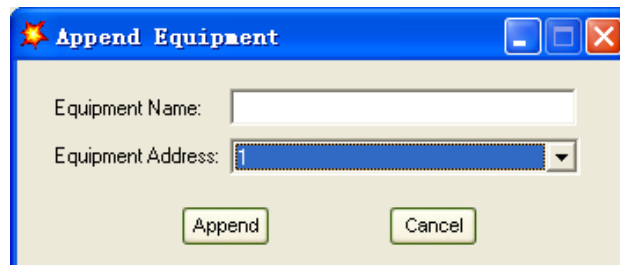 Append Equipment
Equipment Name:
Equipment Address: 1
Append Cancel